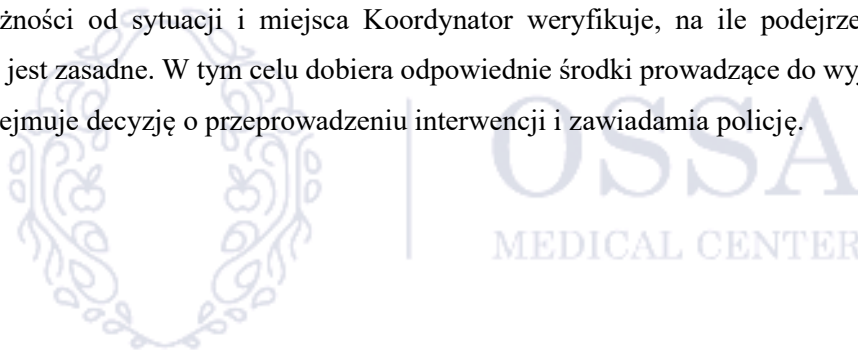 żności od sytuacji i miejsca Koordynator weryfikuje, na ile podejrze
jest zasadne. W tym celu dobiera odpowiednie środki prowadzące do wy
ejmuje decyzję o przeprowadzeniu interwencji i zawiadamia policję.
OSSA
MEDICAL CENTER